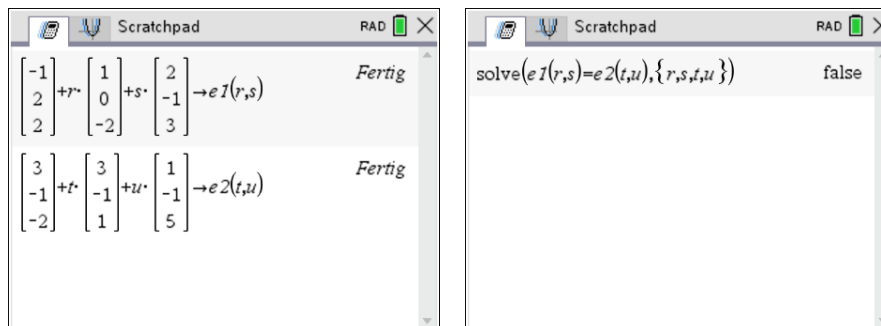 Scratchpad RAD
[-1 2 2]+r·[1 0 -2]+s·[2 -1 3]→e1(r,s) Fertig
[3 -1 -2]+t·[3 -1 1]+u·[1 -1 5]→e2(t,u) Fertig
Scratchpad RAD
solve(e1(r,s)=e2(t,u),{r,s,t,u}) false